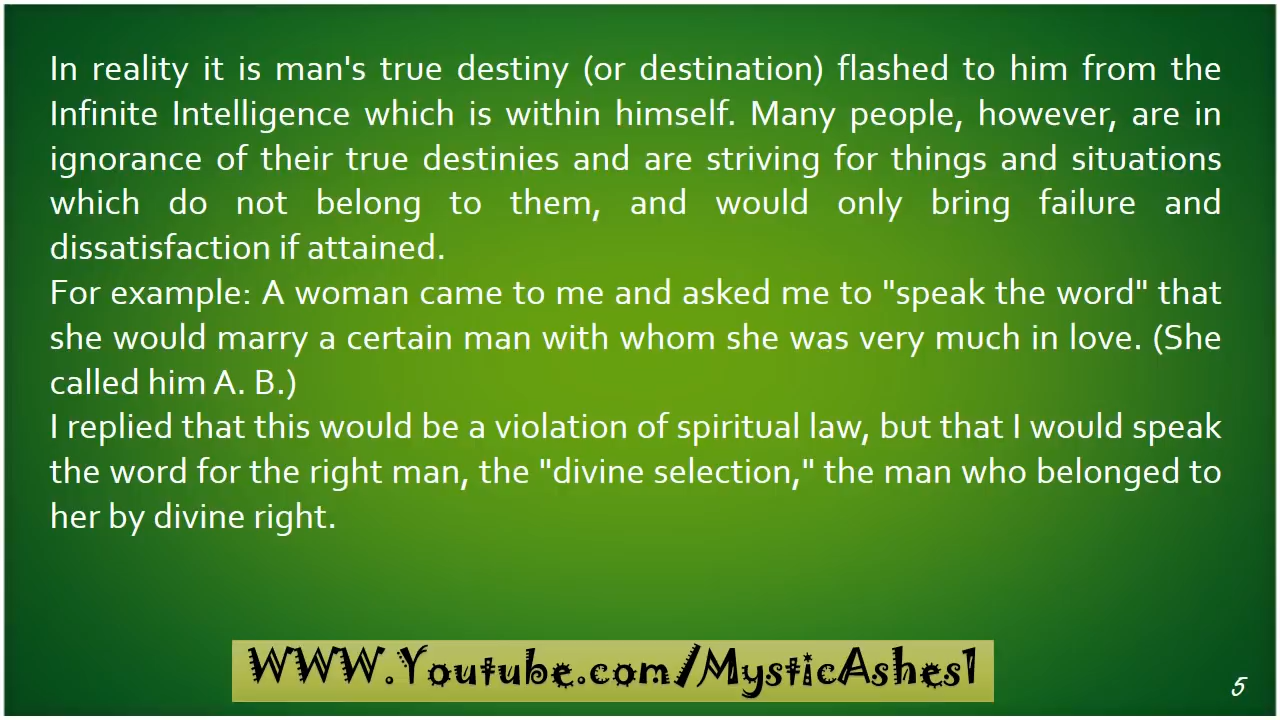 In reality it is man's true destiny (or destination) flashed to him from the
Infinite Intelligence which is within himself. Many people, however, are in
ignorance of their true destinies and are striving for things and situations
which do not belong to them, and would only bring failure and
dissatisfaction if attained.
For example: A woman came to me and asked me to "speak the word" that
she would marry a certain man with whom she was very much in love. (She
called him A. B.)
I replied that this would be a violation of spiritual law, but that I would speak
the word for the right man, the "divine selection," the man who belonged to
her by divine right.
WWW.Youtube.com/MysticAshes1
5